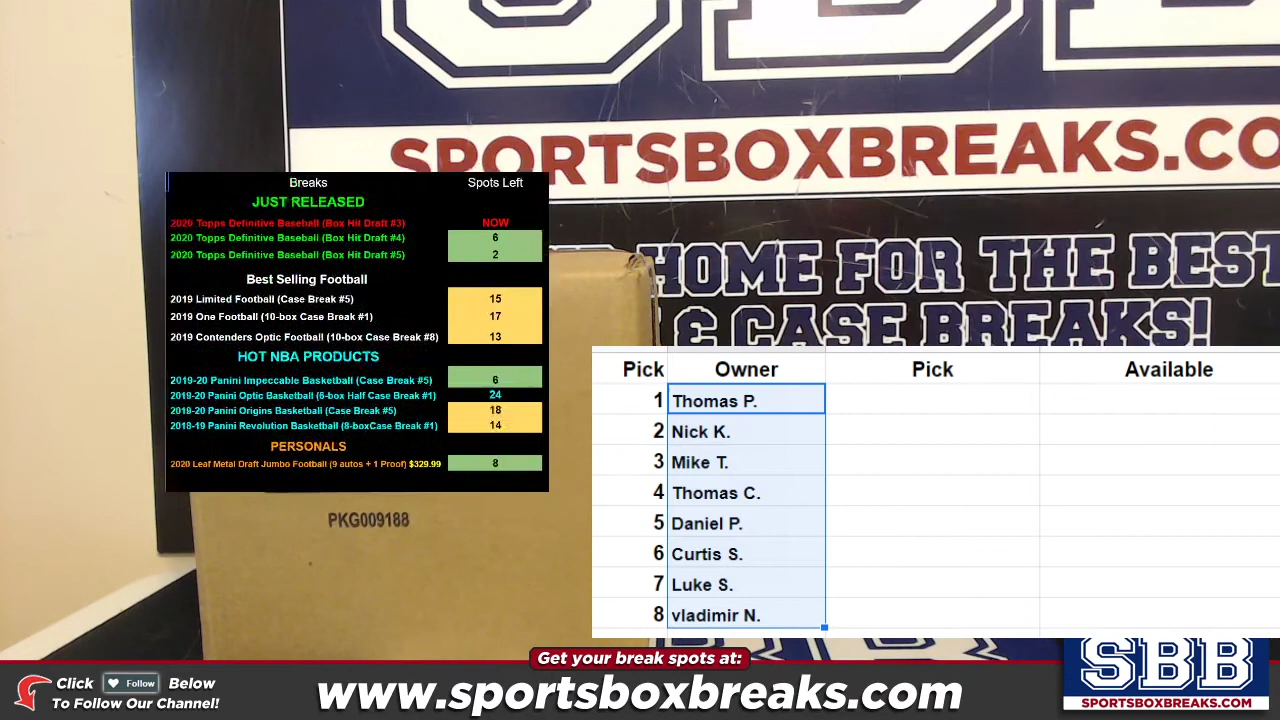 SPORTSBOXBREAKS.CO
HOME FOR THE BEST
& CASE BREAKS!
Breaks Spots Left
JUST RELEASED
2020 Topps Definitive Baseball (Box Hit Draft #3) NOW
2020 Topps Definitive Baseball (Box Hit Draft #4) 6
2020 Topps Definitive Baseball (Box Hit Draft #5) 2
Best Selling Football
2019 Limited Football (Case Break #5) 15
2019 One Football (10-box Case Break #1) 17
2019 Contenders Optic Football (10-box Case Break #8) 13
HOT NBA PRODUCTS
2019-20 Panini Impeccable Basketball (Case Break #5) 6
2019-20 Panini Optic Basketball (6-box Half Case Break #1) 24
2019-20 Panini Origins Basketball (Case Break #5) 18
2018-19 Panini Revolution Basketball (8-boxCase Break #1) 14
PERSONALS
2020 Leaf Metal Draft Jumbo Football (9 autos + 1 Proof) $329.99 8
PKG009188
Pick Owner Pick Available
1 Thomas P.
2 Nick K.
3 Mike T.
4 Thomas C.
5 Daniel P.
6 Curtis S.
7 Luke S.
8 vladimir N.
Get your break spots at:
Click Follow Below
To Follow Our Channel!
www.sportsboxbreaks.com
SBB
SPORTSBOXBREAKS.COM